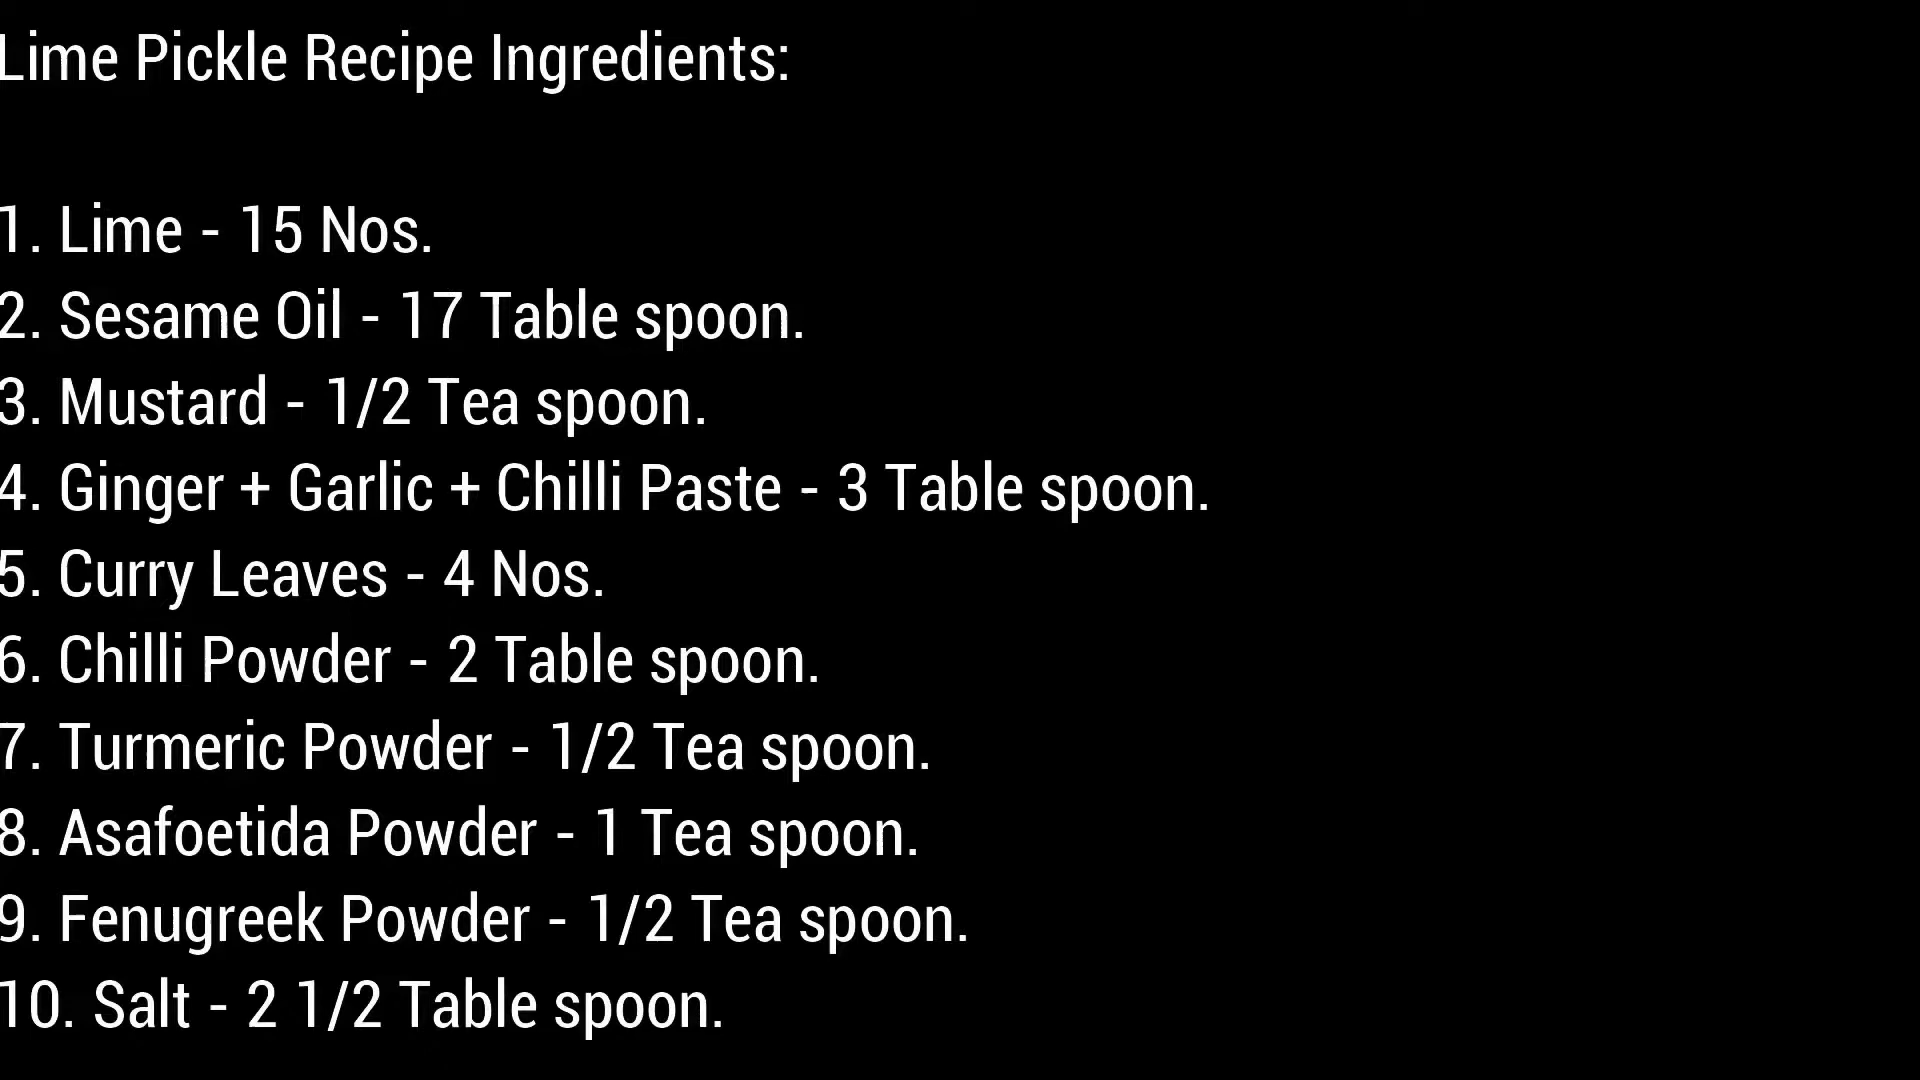 Lime Pickle Recipe Ingredients:
1. Lime - 15 Nos.
2. Sesame Oil - 17 Table spoon.
3. Mustard - 1/2 Tea spoon.
4. Ginger + Garlic + Chilli Paste - 3 Table spoon.
5. Curry Leaves - 4 Nos.
6. Chilli Powder - 2 Table spoon.
7. Turmeric Powder - 1/2 Tea spoon.
8. Asafoetida Powder - 1 Tea spoon.
9. Fenugreek Powder - 1/2 Tea spoon.
10. Salt - 2 1/2 Table spoon.